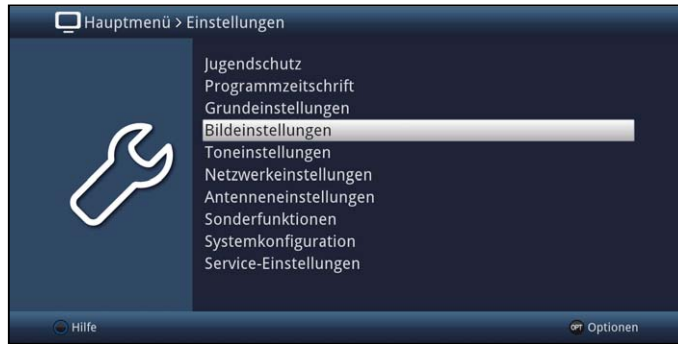 Hauptmenü > Einstellungen
Jugendschutz
Programmzeitschrift
Grundeinstellungen
Bildeinstellungen
Toneinstellungen
Netzwerkeinstellungen
Antenneneinstellungen
Sonderfunktionen
Systemkonfiguration
Service-Einstellungen
Hilfe
OPT Optionen